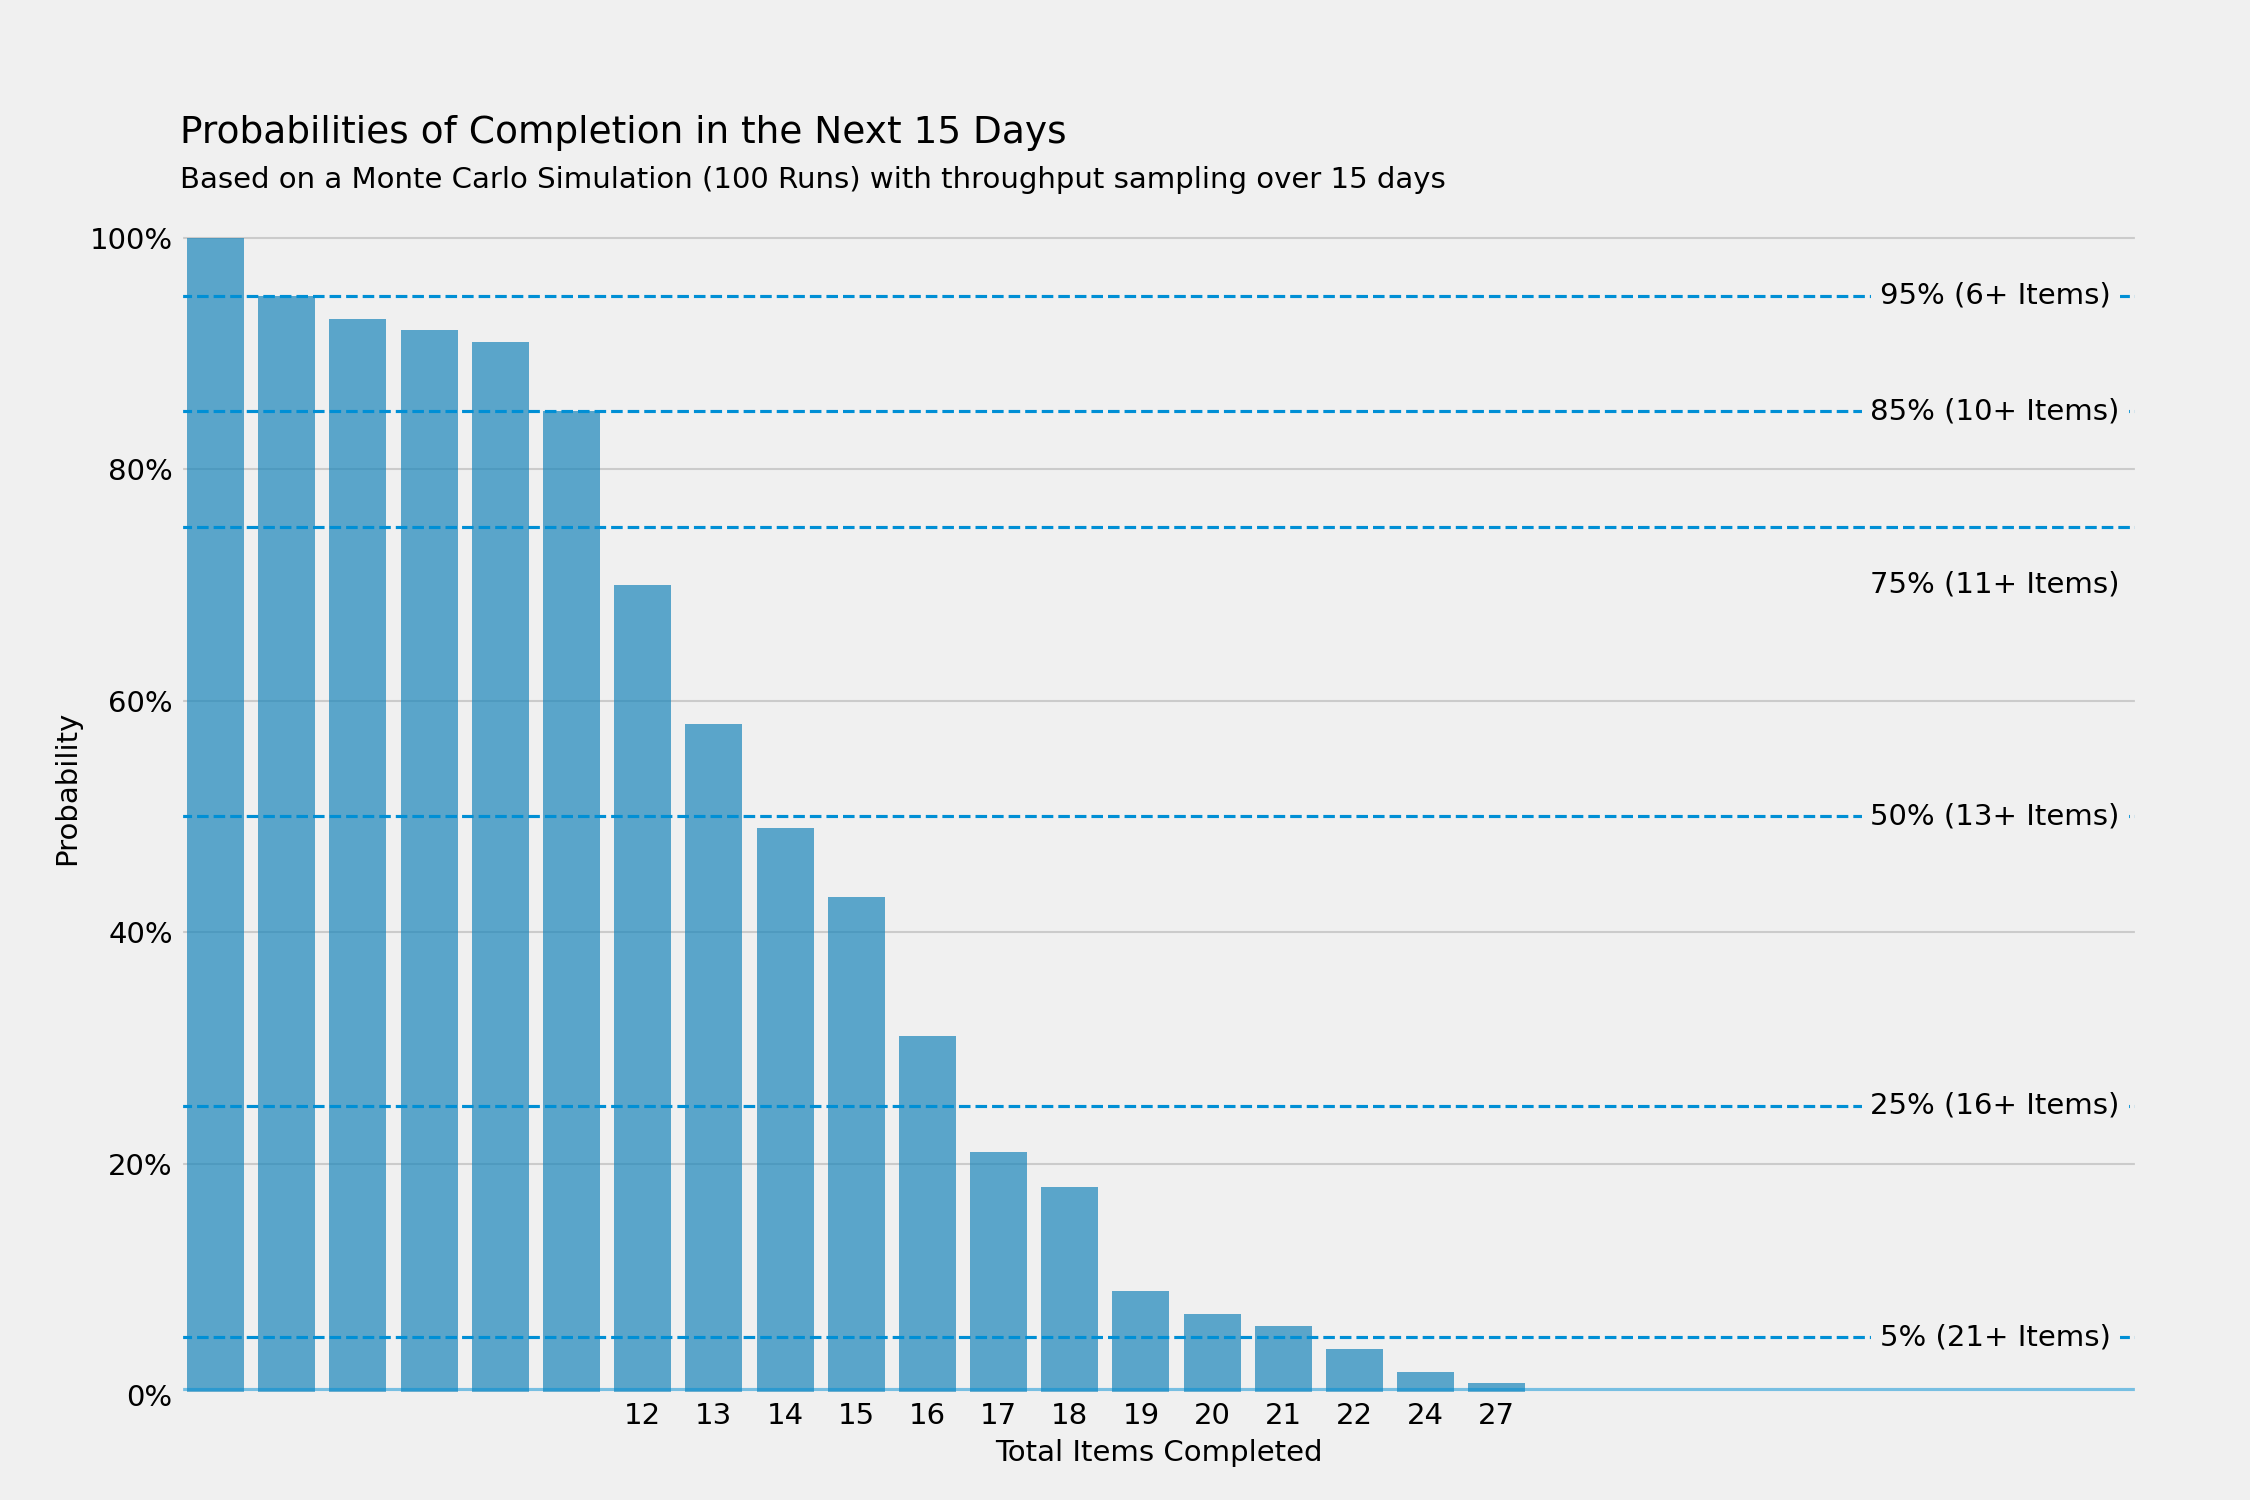 Probabilities of Completion in the Next 15 Days
Based on a Monte Carlo Simulation (100 Runs) with throughput sampling over 15 days
100%
95% (6+ Items)
85% (10+ Items)
80%
75% (11+ Items)
60%
Probability
50% (13+ Items)
40%
25% (16+ Items)
20%
5% (21+ Items)
0%
12 13 14 15 16 17 18 19 20 21 22 24 27
Total Items Completed